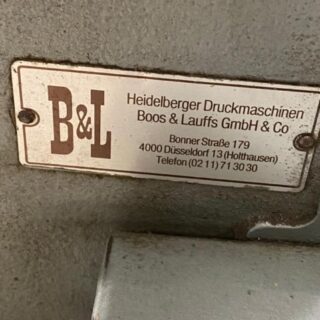 B&L
Heidelberger Druckmaschinen
Boos & Lauffs GmbH & Co
Bonner Straße 179
4000 Düsseldorf 13 (Holthausen)
Telefon (02 11) 71 30 30